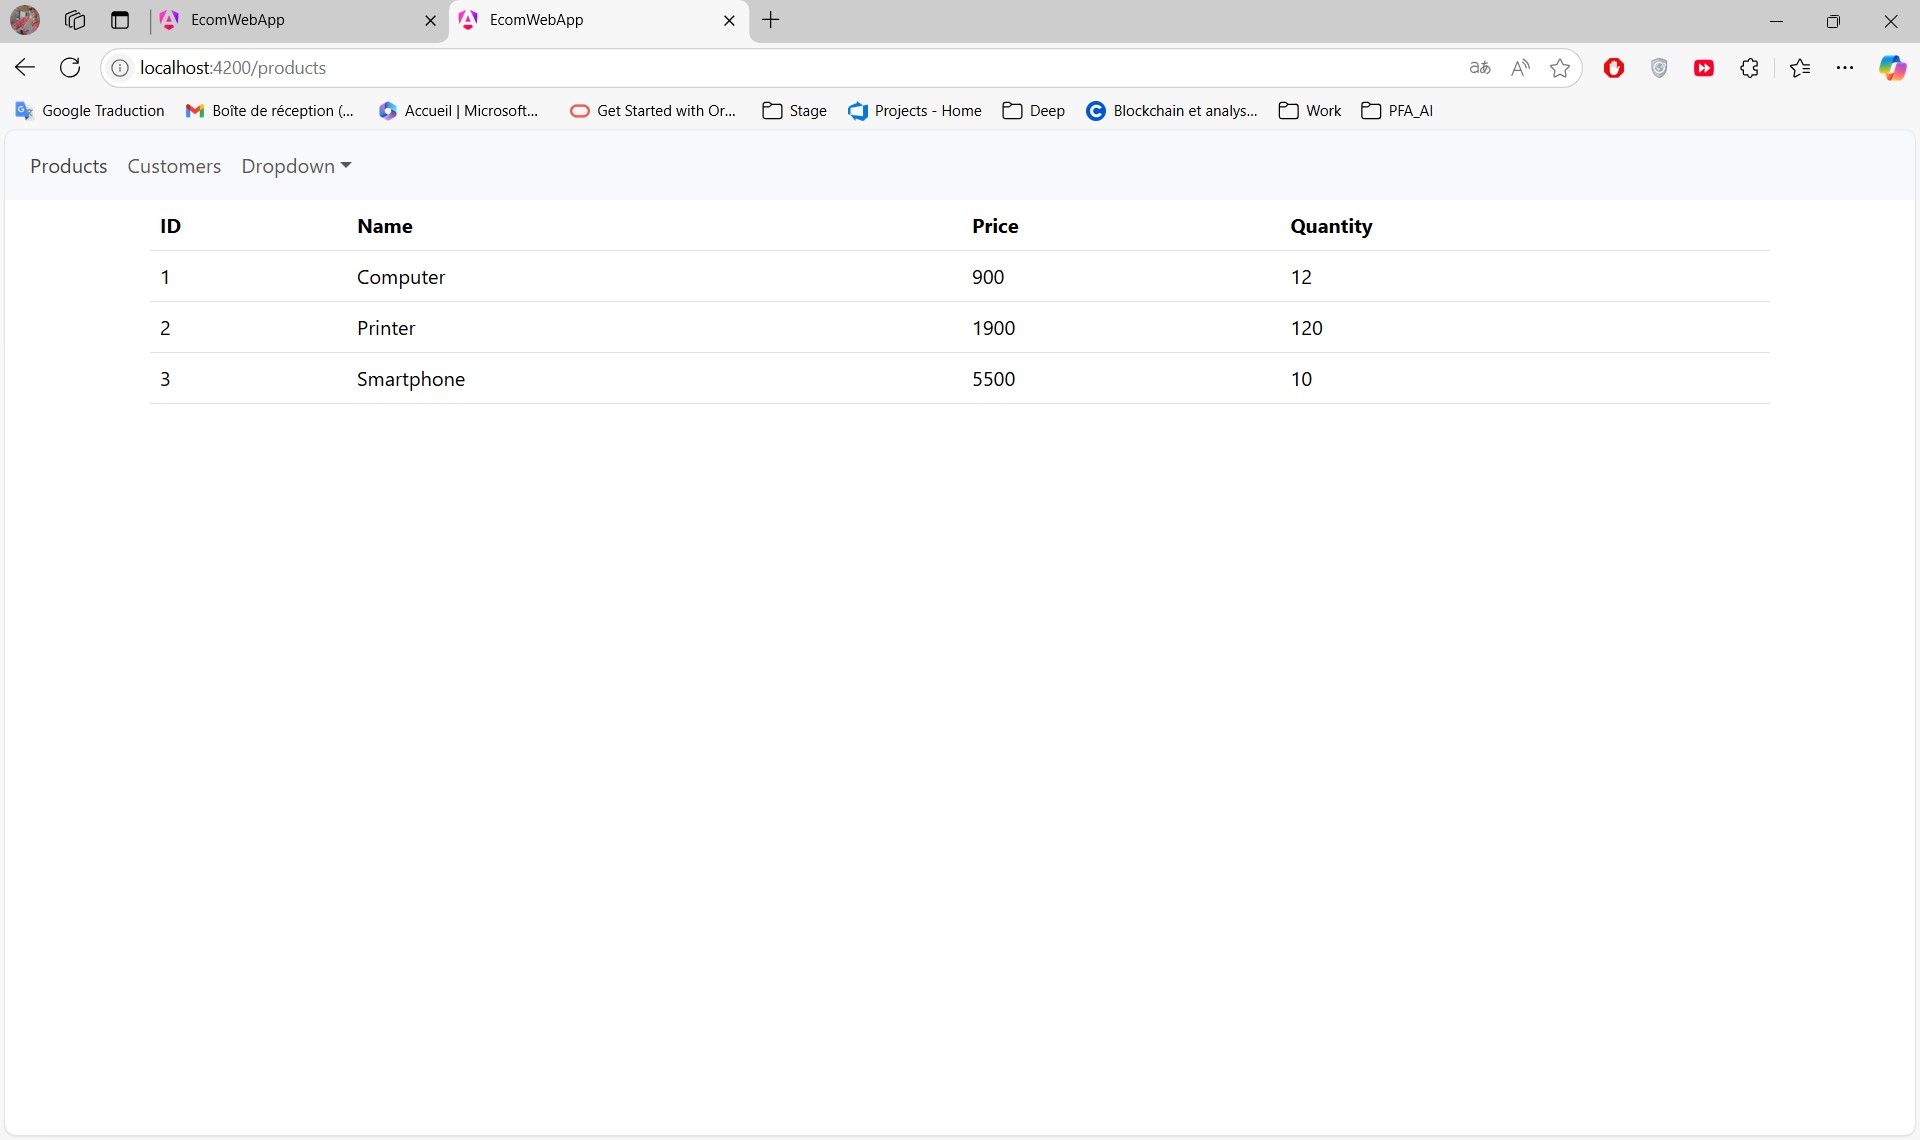 EcomWebApp
EcomWebApp
localhost:4200/products
Google Traduction Boîte de réception (... Accueil | Microsoft... Get Started with Or... Stage Projects - Home Deep Blockchain et analys... Work PFA_AI
Products Customers Dropdown
ID Name Price Quantity
1 Computer 900 12
2 Printer 1900 120
3 Smartphone 5500 10